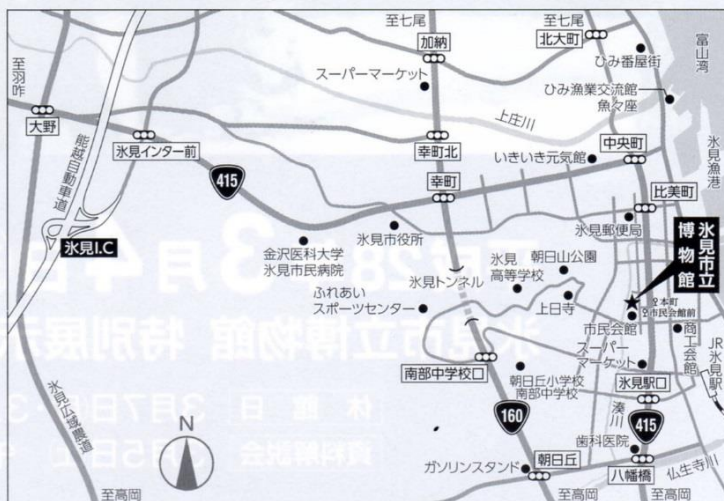 至七尾
至七尾
加納
北大町
富山湾
至羽咋
スーパーマーケット
ひみ番屋街
ひみ漁業交流館
魚々座
上庄川
大野
氷見インター前
幸町北
いきいき元気館
中央町
氷見漁港
能越自動車道
415
幸町
比美町
氷見I.C
金沢医科大学
氷見市民病院
氷見市役所
氷見郵便局
氷見市立
博物館
氷見トンネル
氷見
高等学校
朝日山公園
ふれあい
スポーツセンター
上日寺
本町
市民会館前
市民会館
商工会館
スーパー
マーケット
JR氷見駅
南部中学校口
朝日丘小学校
南部中学校
氷見駅口
氷見広域農道
160
湊川
415
N
歯科医院
ガソリンスタンド
朝日丘
八幡橋
仏生寺川
至高岡
至高岡
至高岡